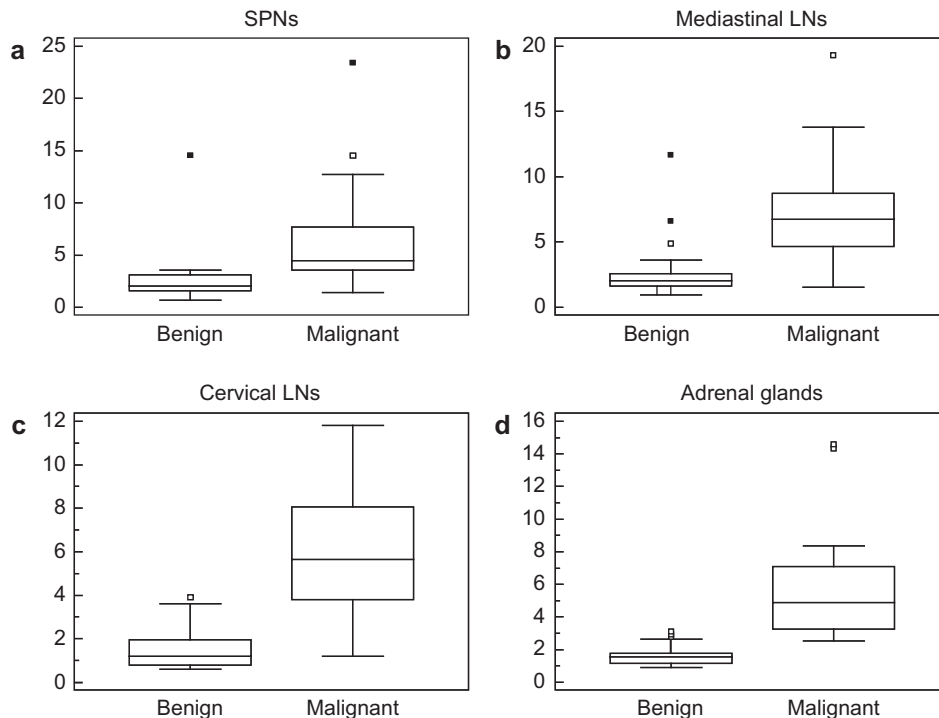 SPNs
a
25
20
15
10
5
0
Benign Malignant
Mediastinal LNs
b
20
15
10
5
0
Benign Malignant
Cervical LNs
c
12
10
8
6
4
2
0
Benign Malignant
Adrenal glands
d
16
14
12
10
8
6
4
2
0
Benign Malignant